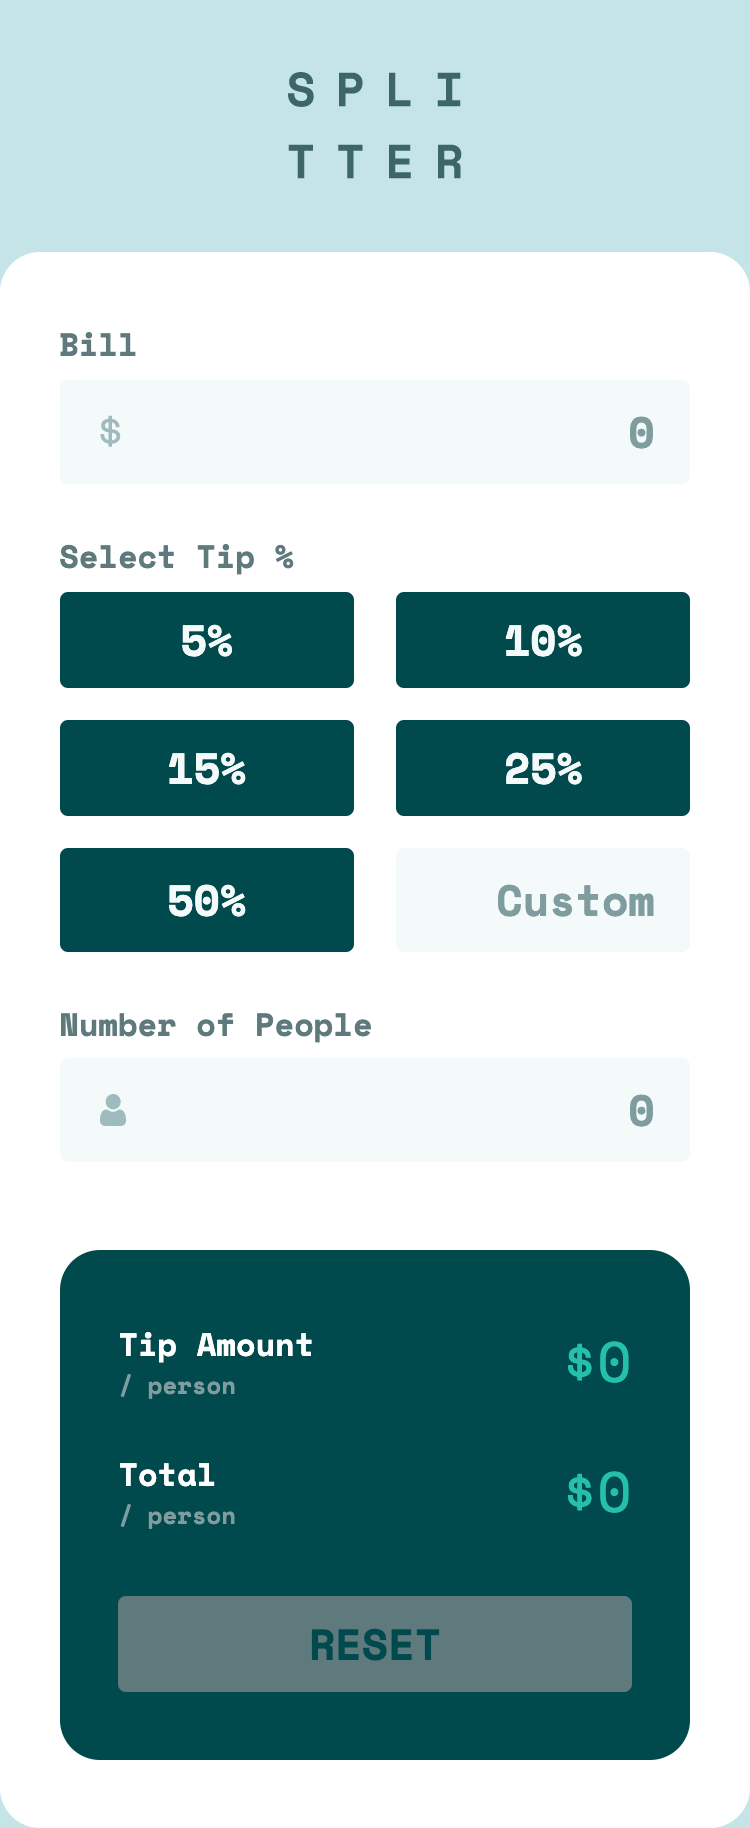 SPLI
TTER
Bill
$ 0
Select Tip %
5% 10%
15% 25%
50% Custom
Number of People
0
Tip Amount
/ person
$0
Total
/ person
$0
RESET